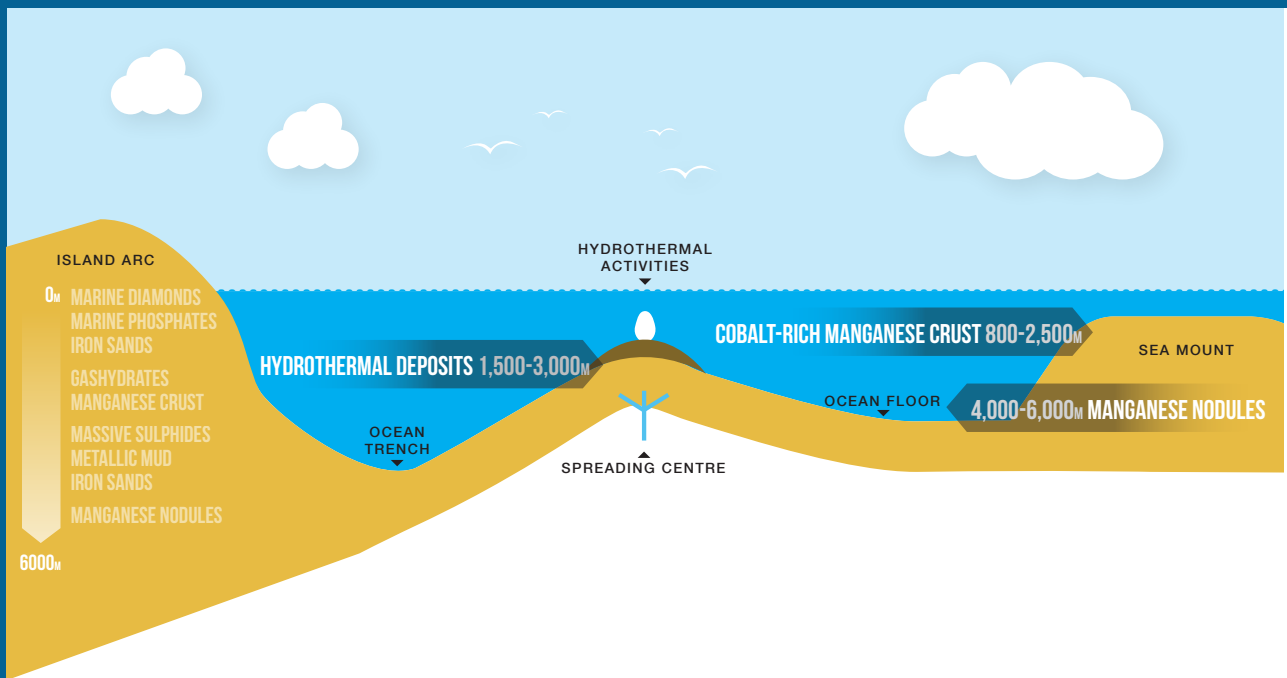 HYDROTHERMAL
ACTIVITIES
ISLAND ARC
0M
MARINE DIAMONDS
MARINE PHOSPHATES
IRON SANDS
GASHYDRATES
MANGANESE CRUST
MASSIVE SULPHIDES
METALLIC MUD
IRON SANDS
MANGANESE NODULES
6000M
HYDROTHERMAL DEPOSITS 1,500-3,000M
OCEAN
TRENCH
SPREADING CENTRE
COBALT-RICH MANGANESE CRUST 800-2,500M
SEA MOUNT
OCEAN FLOOR
4,000-6,000M MANGANESE NODULES